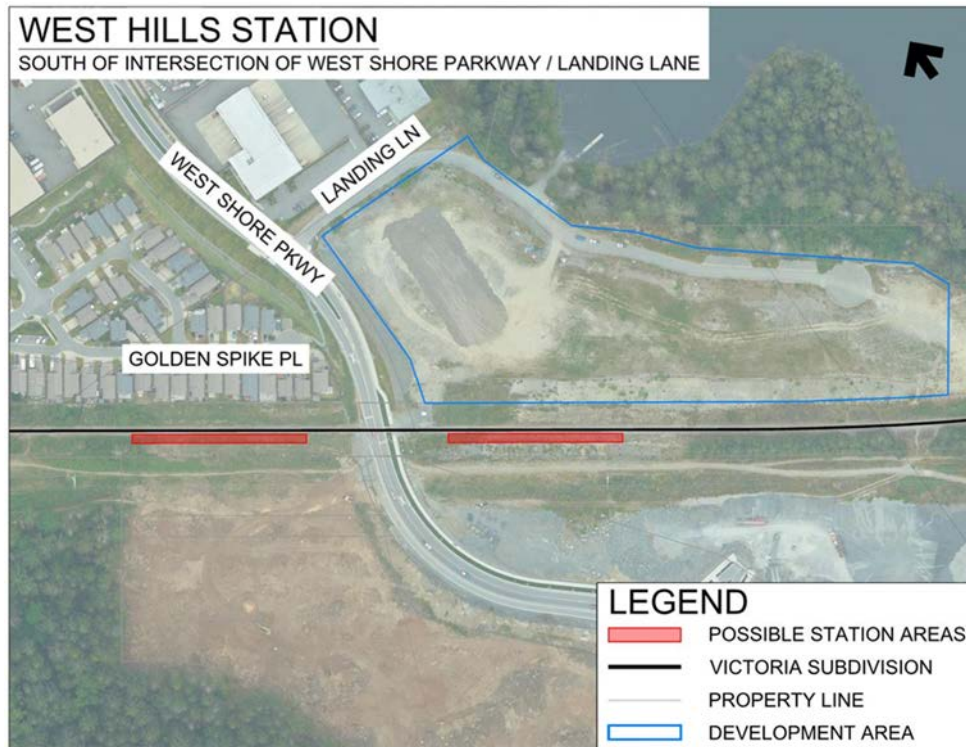 WEST HILLS STATION
SOUTH OF INTERSECTION OF WEST SHORE PARKWAY / LANDING LANE
LANDING LN
WEST SHORE PKWY
GOLDEN SPIKE PL
LEGEND
POSSIBLE STATION AREAS
VICTORIA SUBDIVISION
PROPERTY LINE
DEVELOPMENT AREA